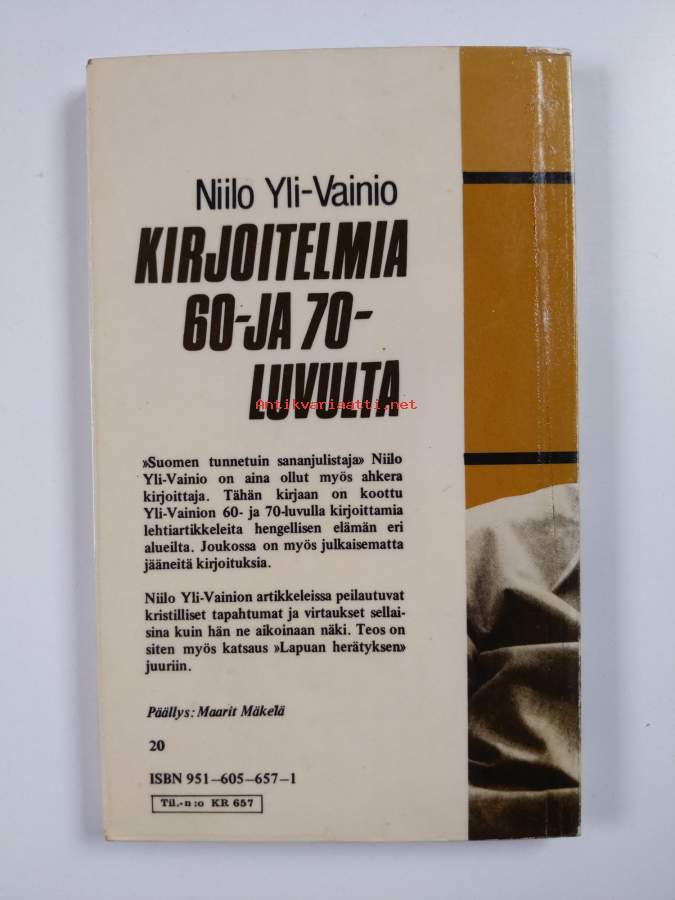 Niilo Yli-Vainio
KIRJOITELMIA
60-JA 70-
LUVULTA
Antikvariaatti.net
»Suomen tunnetuin sananjulistaja» Niilo
Yli-Vainio on aina ollut myös ahkera
kirjoittaja. Tähän kirjaan on koottu
Yli-Vainion 60- ja 70-luvulla kirjoittamia
lehtiartikkeleita hengellisen elämän eri
alueilta. Joukossa on myös julkaisematta
jääneitä kirjoituksia.
Niilo Yli-Vainion artikkeleissa peilautuvat
kristilliset tapahtumat ja virtaukset sellai-
sina kuin hän ne aikoinaan näki. Teos on
siten myös katsaus »Lapuan herätyksen»
juuriin.
Päällys: Maarit Mäkelä
20
ISBN 951-605-657-1
Til.-n:o KR 657